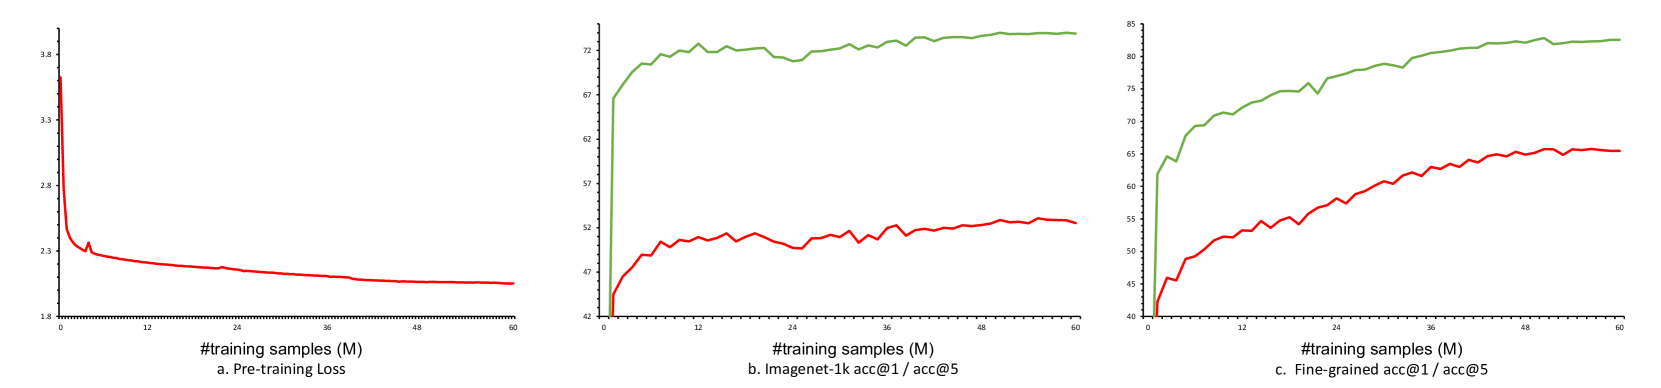 3.8
3.3
2.8
2.3
1.8
0 12 24 36 48 60
#training samples (M)
a. Pre-training Loss
72
67
62
57
52
47
42
0 12 24 36 48 60
#training samples (M)
b. Imagenet-1k acc@1 / acc@5
85
80
75
70
65
60
55
50
45
40
0 12 24 36 48 60
#training samples (M)
c. Fine-grained acc@1 / acc@5